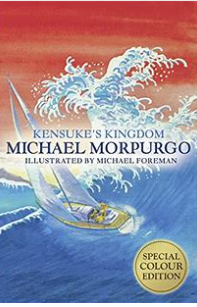 KENSUKE'S KINGDOM
MICHAEL MORPURGO
ILLUSTRATED BY MICHAEL FOREMAN
SPECIAL
COLOUR
EDITION